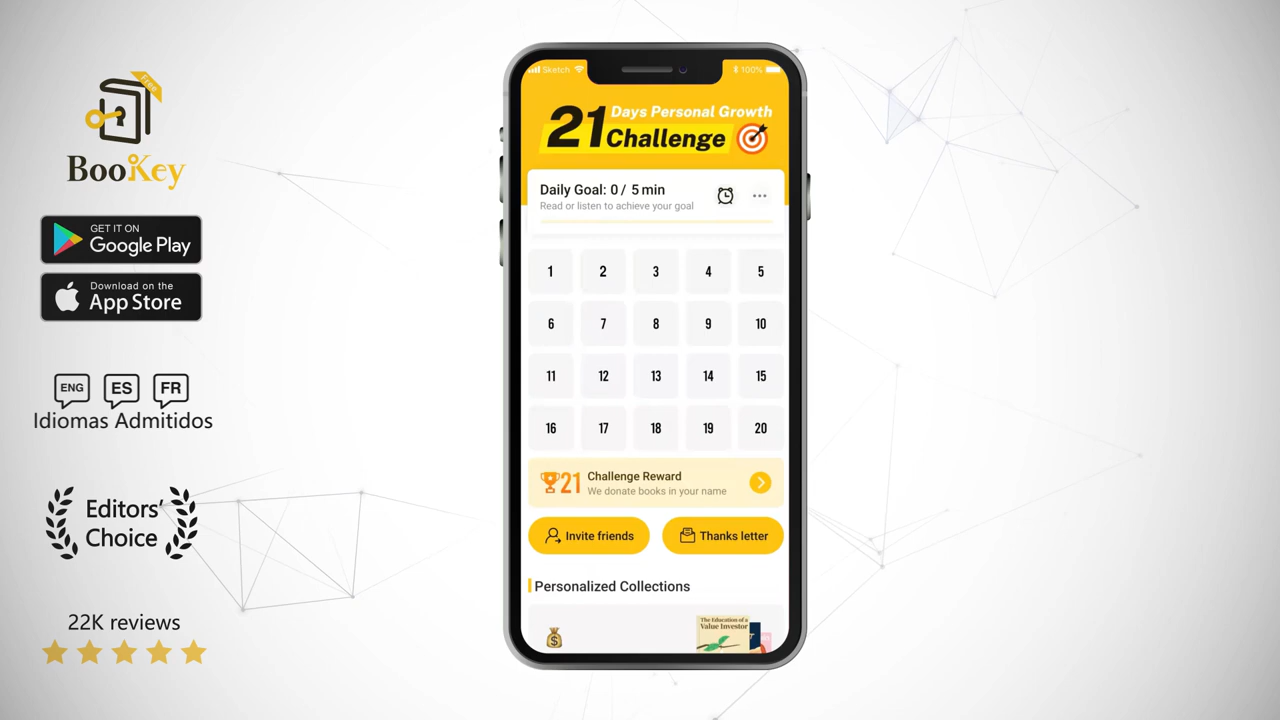 Free
BooKey
GET IT ON
Google Play
Download on the
App Store
ENG ES FR
Idiomas Admitidos
Editors'
Choice
22K reviews
Sketch 100%
21 Days Personal Growth
Challenge
Daily Goal: 0 / 5 min
Read or listen to achieve your goal
1 2 3 4 5
6 7 8 9 10
11 12 13 14 15
16 17 18 19 20
21 Challenge Reward
We donate books in your name
Invite friends Thanks letter
Personalized Collections
$
The Education of a
Value Investor